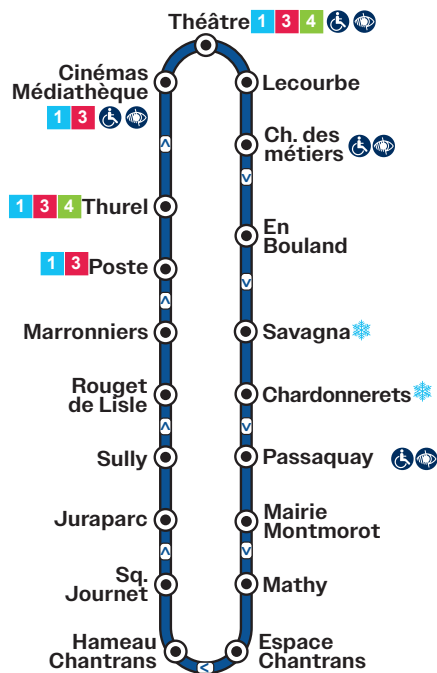 Théâtre 1 3 4
Cinémas
Médiathèque
1 3
Lecourbe
Ch. des
métiers
1 3 4 Thurel
En
Bouland
1 3 Poste
Marronniers
Savagna
Rouget
de Lisle
Chardonnerets
Sully
Passaquay
Juraparc
Mairie
Montmorot
Sq.
Journet
Mathy
Hameau
Chantrans
Espace
Chantrans